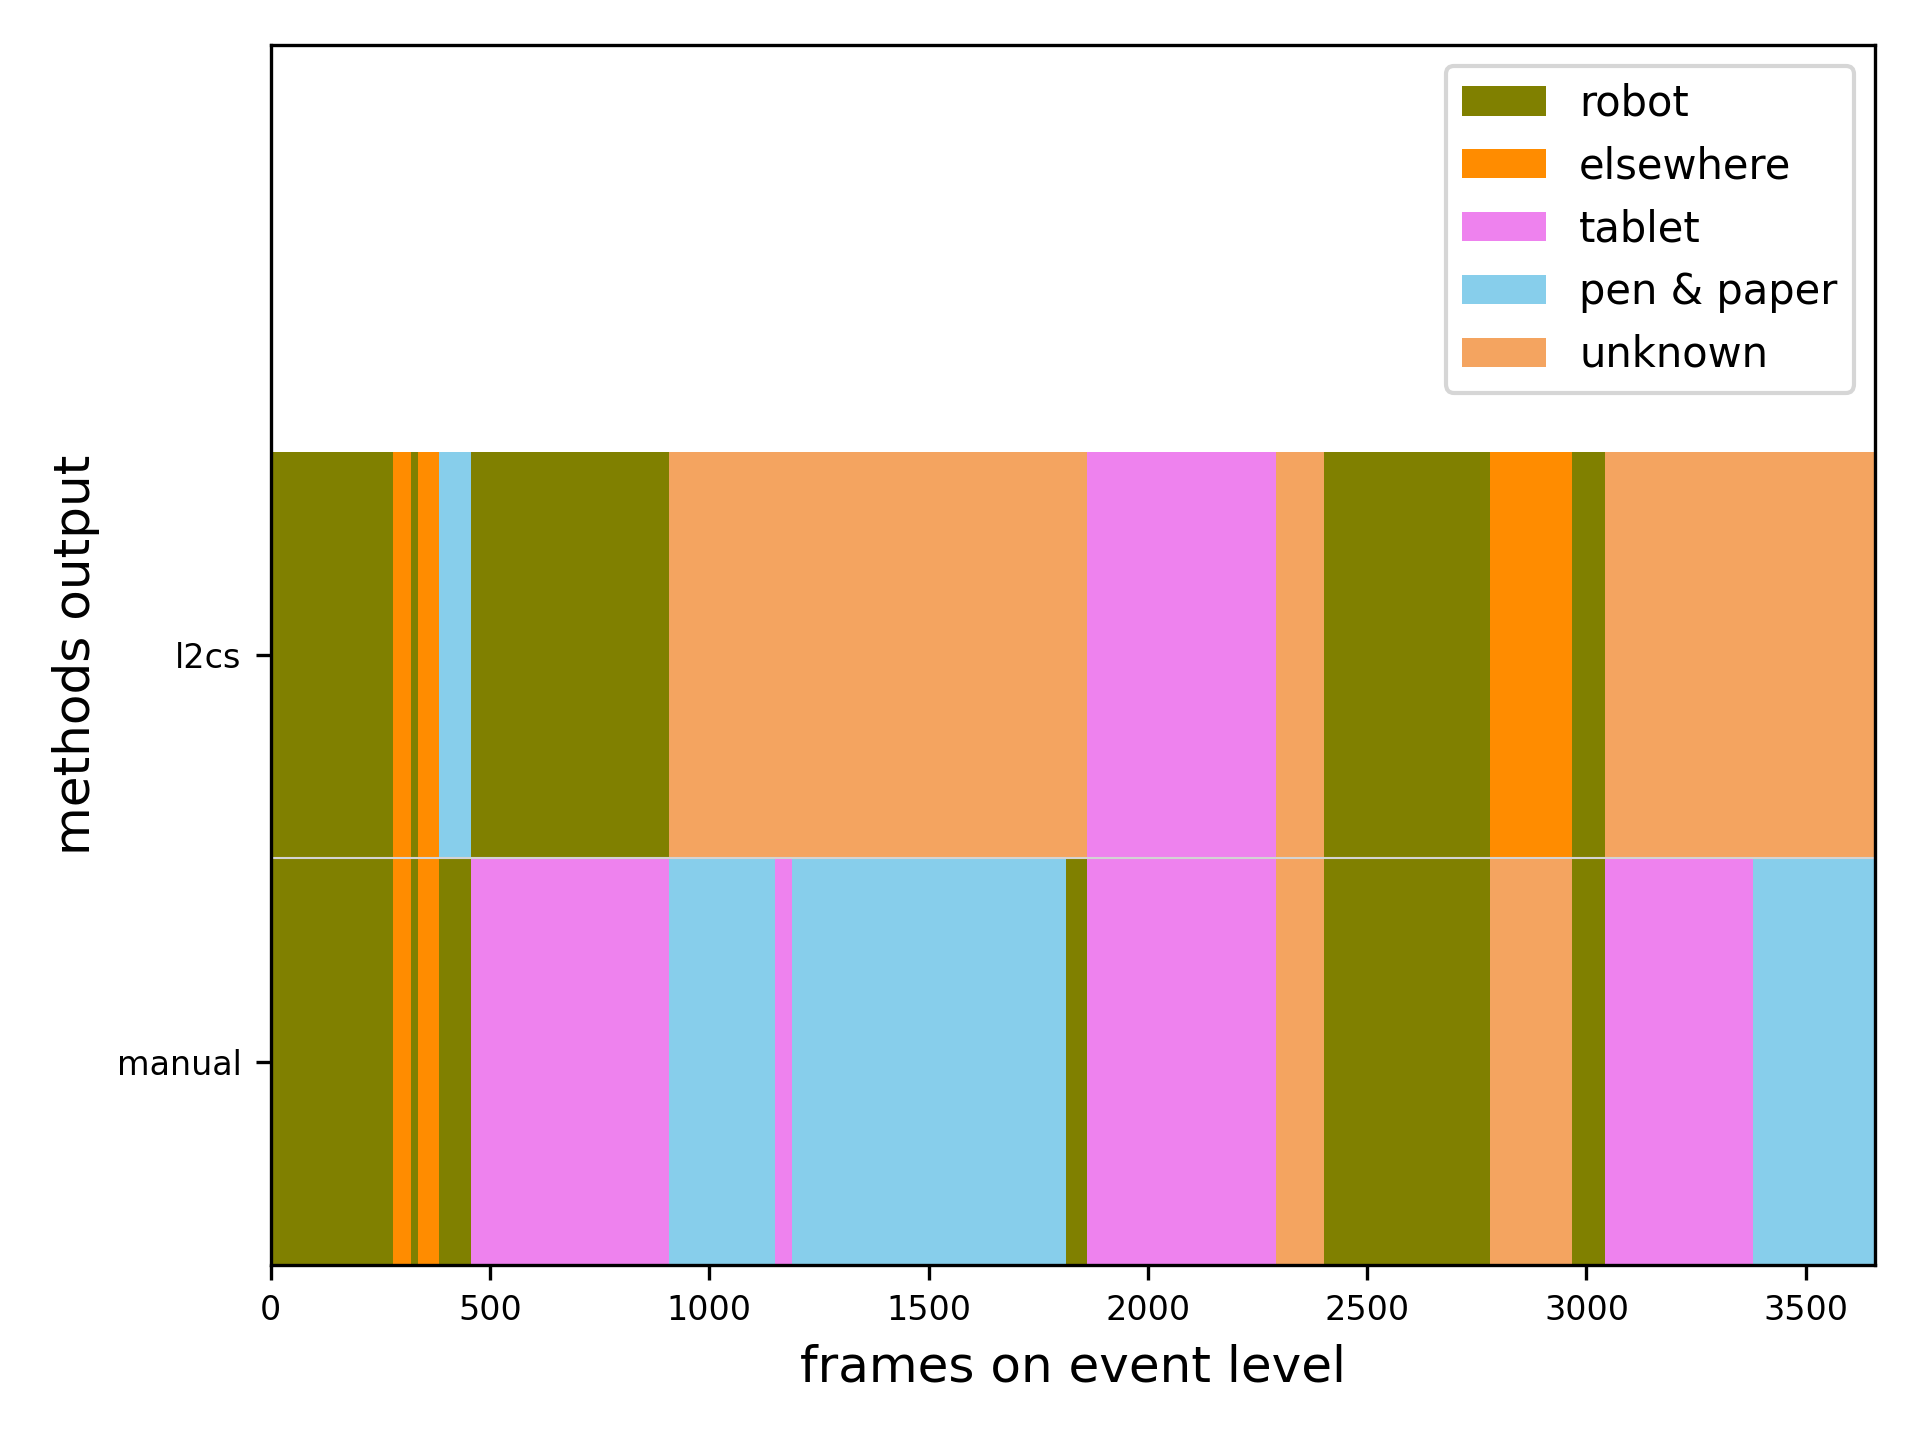 robot
elsewhere
tablet
pen & paper
unknown
methods output
l2cs
manual
0 500 1000 1500 2000 2500 3000 3500
frames on event level